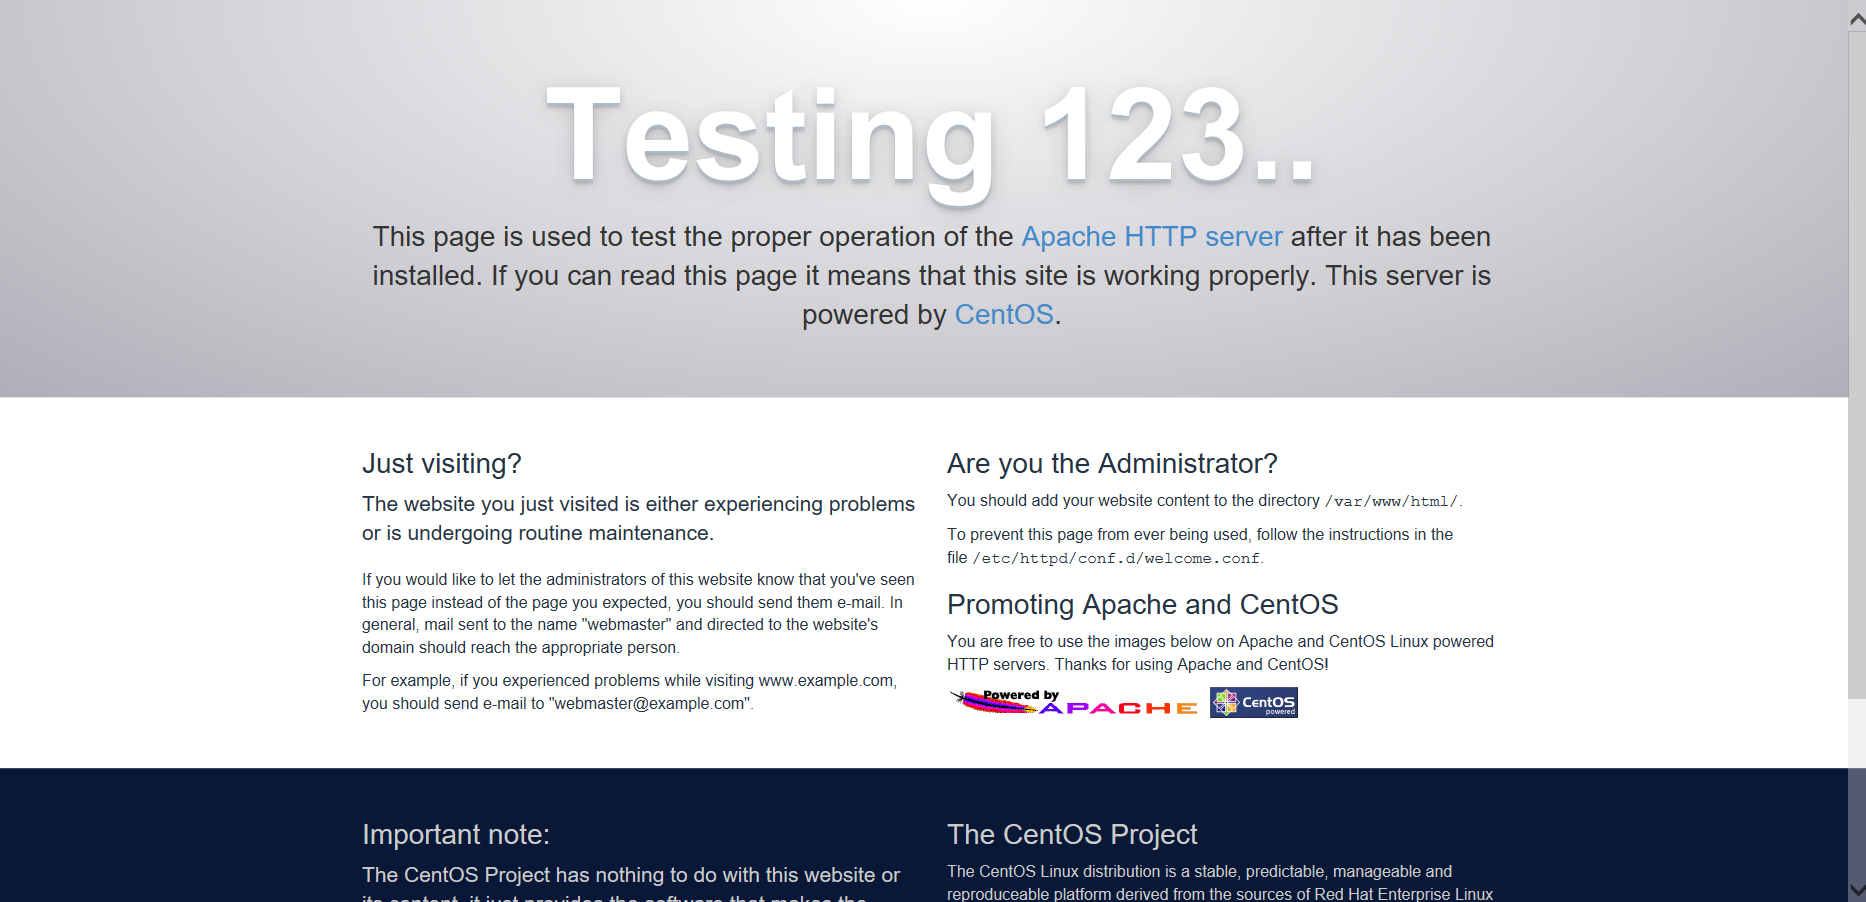 Testing 123..
This page is used to test the proper operation of the Apache HTTP server after it has been
installed. If you can read this page it means that this site is working properly. This server is
powered by CentOS.
Just visiting?
The website you just visited is either experiencing problems
or is undergoing routine maintenance.
If you would like to let the administrators of this website know that you've seen
this page instead of the page you expected, you should send them e-mail. In
general, mail sent to the name "webmaster" and directed to the website's
domain should reach the appropriate person.
For example, if you experienced problems while visiting www.example.com,
you should send e-mail to "webmaster@example.com".
Are you the Administrator?
You should add your website content to the directory /var/www/html/.
To prevent this page from ever being used, follow the instructions in the
file /etc/httpd/conf.d/welcome.conf.
Promoting Apache and CentOS
You are free to use the images below on Apache and CentOS Linux powered
HTTP servers. Thanks for using Apache and CentOS!
Powered by
APACHE
CentOS
powered
Important note:
The CentOS Project has nothing to do with this website or
its content, it just provides the software that makes the
The CentOS Project
The CentOS Linux distribution is a stable, predictable, manageable and
reproduceable platform derived from the sources of Red Hat Enterprise Linux